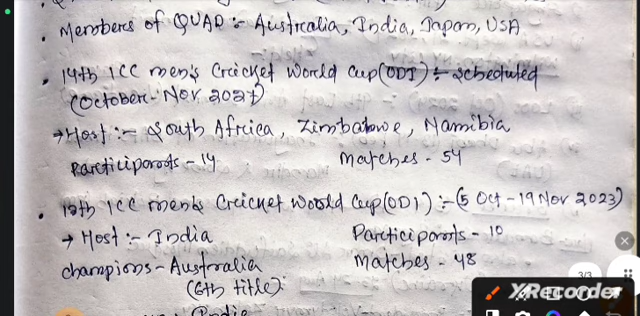 • Members of QUAD :- Australia, India, Japan, USA
• 14th ICC men's Cricket World Cup (ODI) :- scheduled
(October - Nov 2027)
→ Host :- South Africa, Zimbabwe, Namibia
Participants - 14 Matches - 54
• 13th ICC men's Cricket World Cup (ODI) :- (5 Oct - 19 Nov 2023)
→ Host :- India Participants - 10
Champions - Australia Matches - 48
(6th title)
India
3/3
XRecorder